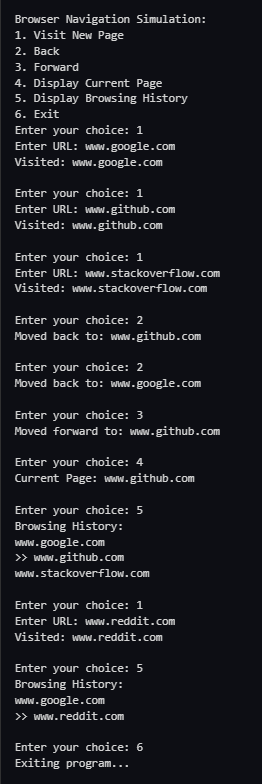 Browser Navigation Simulation:
1. Visit New Page
2. Back
3. Forward
4. Display Current Page
5. Display Browsing History
6. Exit
Enter your choice: 1
Enter URL: www.google.com
Visited: www.google.com

Enter your choice: 1
Enter URL: www.github.com
Visited: www.github.com

Enter your choice: 1
Enter URL: www.stackoverflow.com
Visited: www.stackoverflow.com

Enter your choice: 2
Moved back to: www.github.com

Enter your choice: 2
Moved back to: www.google.com

Enter your choice: 3
Moved forward to: www.github.com

Enter your choice: 4
Current Page: www.github.com

Enter your choice: 5
Browsing History:
www.google.com
>> www.github.com
www.stackoverflow.com

Enter your choice: 1
Enter URL: www.reddit.com
Visited: www.reddit.com

Enter your choice: 5
Browsing History:
www.google.com
>> www.reddit.com

Enter your choice: 6
Exiting program...